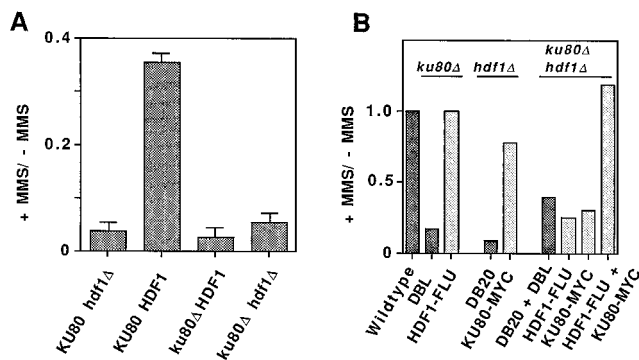 A
+ MMS/ - MMS
0.4
0.2
0
KU80 hdf1Δ
KU80 HDF1
ku80Δ HDF1
ku80Δ hdf1Δ
B
+ MMS/ - MMS
1.0
0.5
0
ku80Δ
hdf1Δ
ku80Δ
hdf1Δ
Wildtype
DBL
HDF1-FLU
DB20
KU80-MYC
DB20 + DBL
HDF1-FLU
KU80-MYC
HDF1-FLU +
KU80-MYC